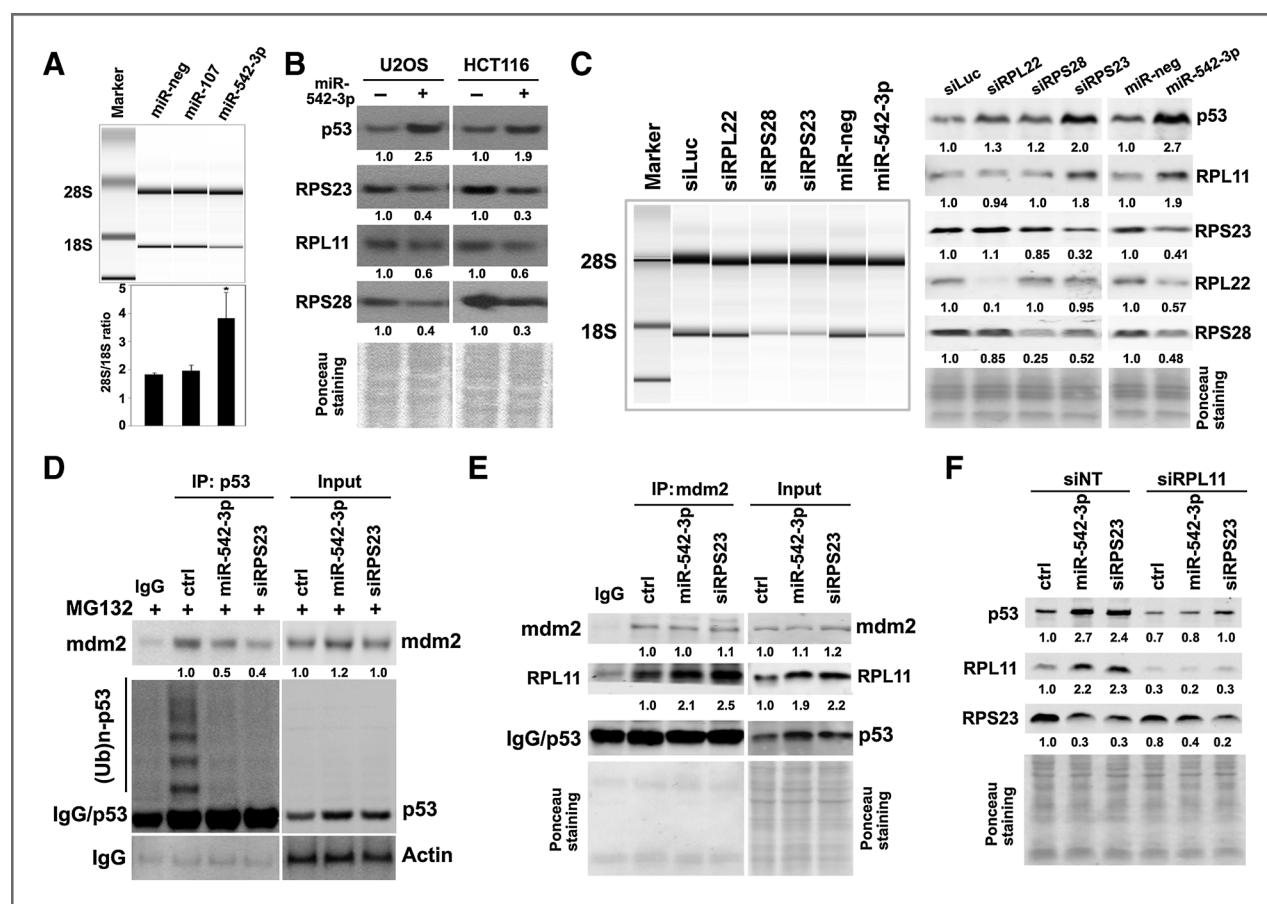 A
Marker
miR-neg
miR-107
miR-542-3p
28S
18S
28S/18S ratio
5
4
3
2
1
0
*
B
U2OS HCT116
miR-542-3p – + – +
p53
1.0 2.5 1.0 1.9
RPS23
1.0 0.4 1.0 0.3
RPL11
1.0 0.6 1.0 0.6
RPS28
1.0 0.4 1.0 0.3
Ponceau staining
C
Marker
siLuc
siRPL22
siRPS28
siRPS23
miR-neg
miR-542-3p
28S
18S
siLuc
siRPL22
siRPS28
siRPS23
miR-neg
miR-542-3p
p53
1.0 1.3 1.2 2.0 1.0 2.7
RPL11
1.0 0.94 1.0 1.8 1.0 1.9
RPS23
1.0 1.1 0.85 0.32 1.0 0.41
RPL22
1.0 0.1 1.0 0.95 1.0 0.57
RPS28
1.0 0.85 0.25 0.52 1.0 0.48
Ponceau staining
D
IP: p53 Input
IgG
ctrl
miR-542-3p
siRPS23
ctrl
miR-542-3p
siRPS23
MG132 + + + + + + +
mdm2 mdm2
1.0 0.5 0.4 1.0 1.2 1.0
(Ub)n-p53
IgG/p53 p53
IgG Actin
E
IP: mdm2 Input
IgG
ctrl
miR-542-3p
siRPS23
ctrl
miR-542-3p
siRPS23
mdm2 mdm2
1.0 1.0 1.1 1.0 1.1 1.2
RPL11 RPL11
1.0 2.1 2.5 1.0 1.9 2.2
IgG/p53 p53
Ponceau staining
Ponceau staining
F
siNT siRPL11
ctrl
miR-542-3p
siRPS23
ctrl
miR-542-3p
siRPS23
p53
1.0 2.7 2.4 0.7 0.8 1.0
RPL11
1.0 2.2 2.3 0.3 0.2 0.3
RPS23
1.0 0.3 0.3 0.8 0.4 0.2
Ponceau staining